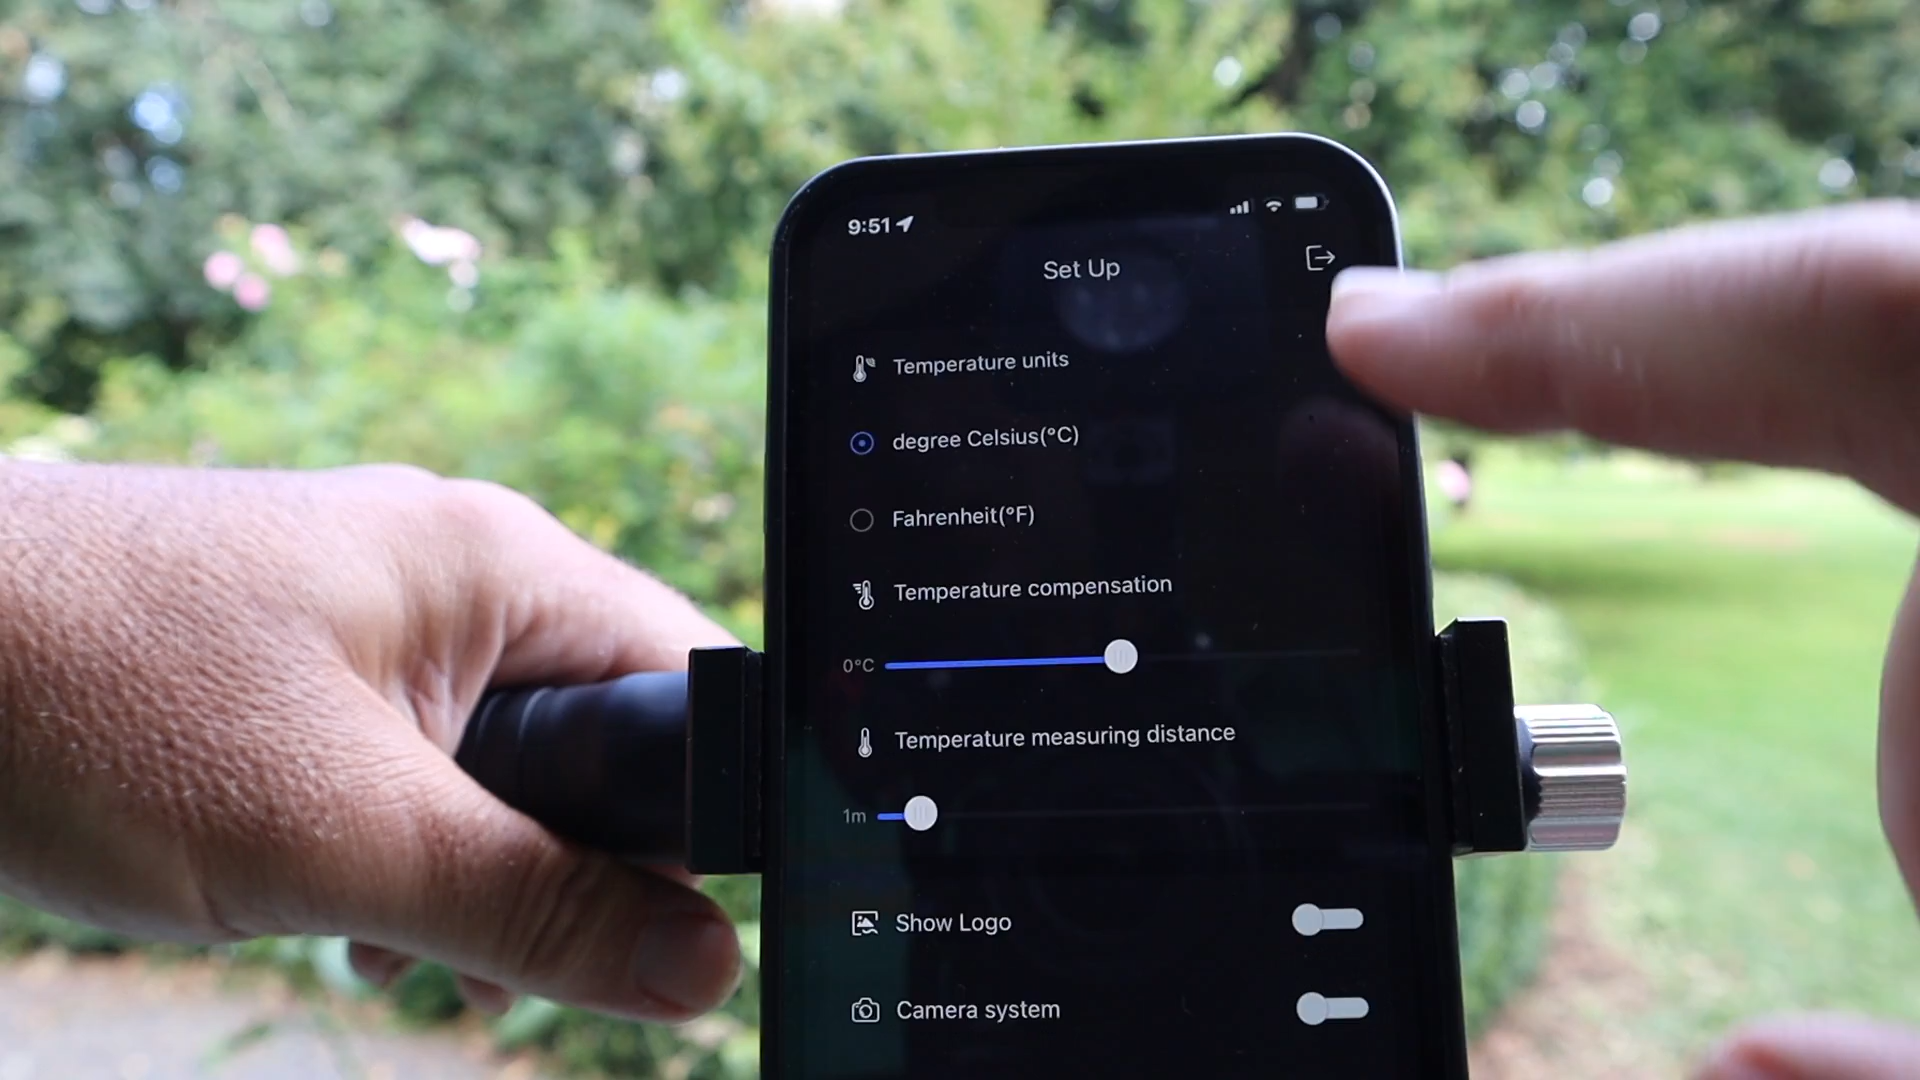 9:51
Set Up
Temperature units
degree Celsius(°C)
Fahrenheit(°F)
Temperature compensation
0°C
Temperature measuring distance
1m
Show Logo
Camera system